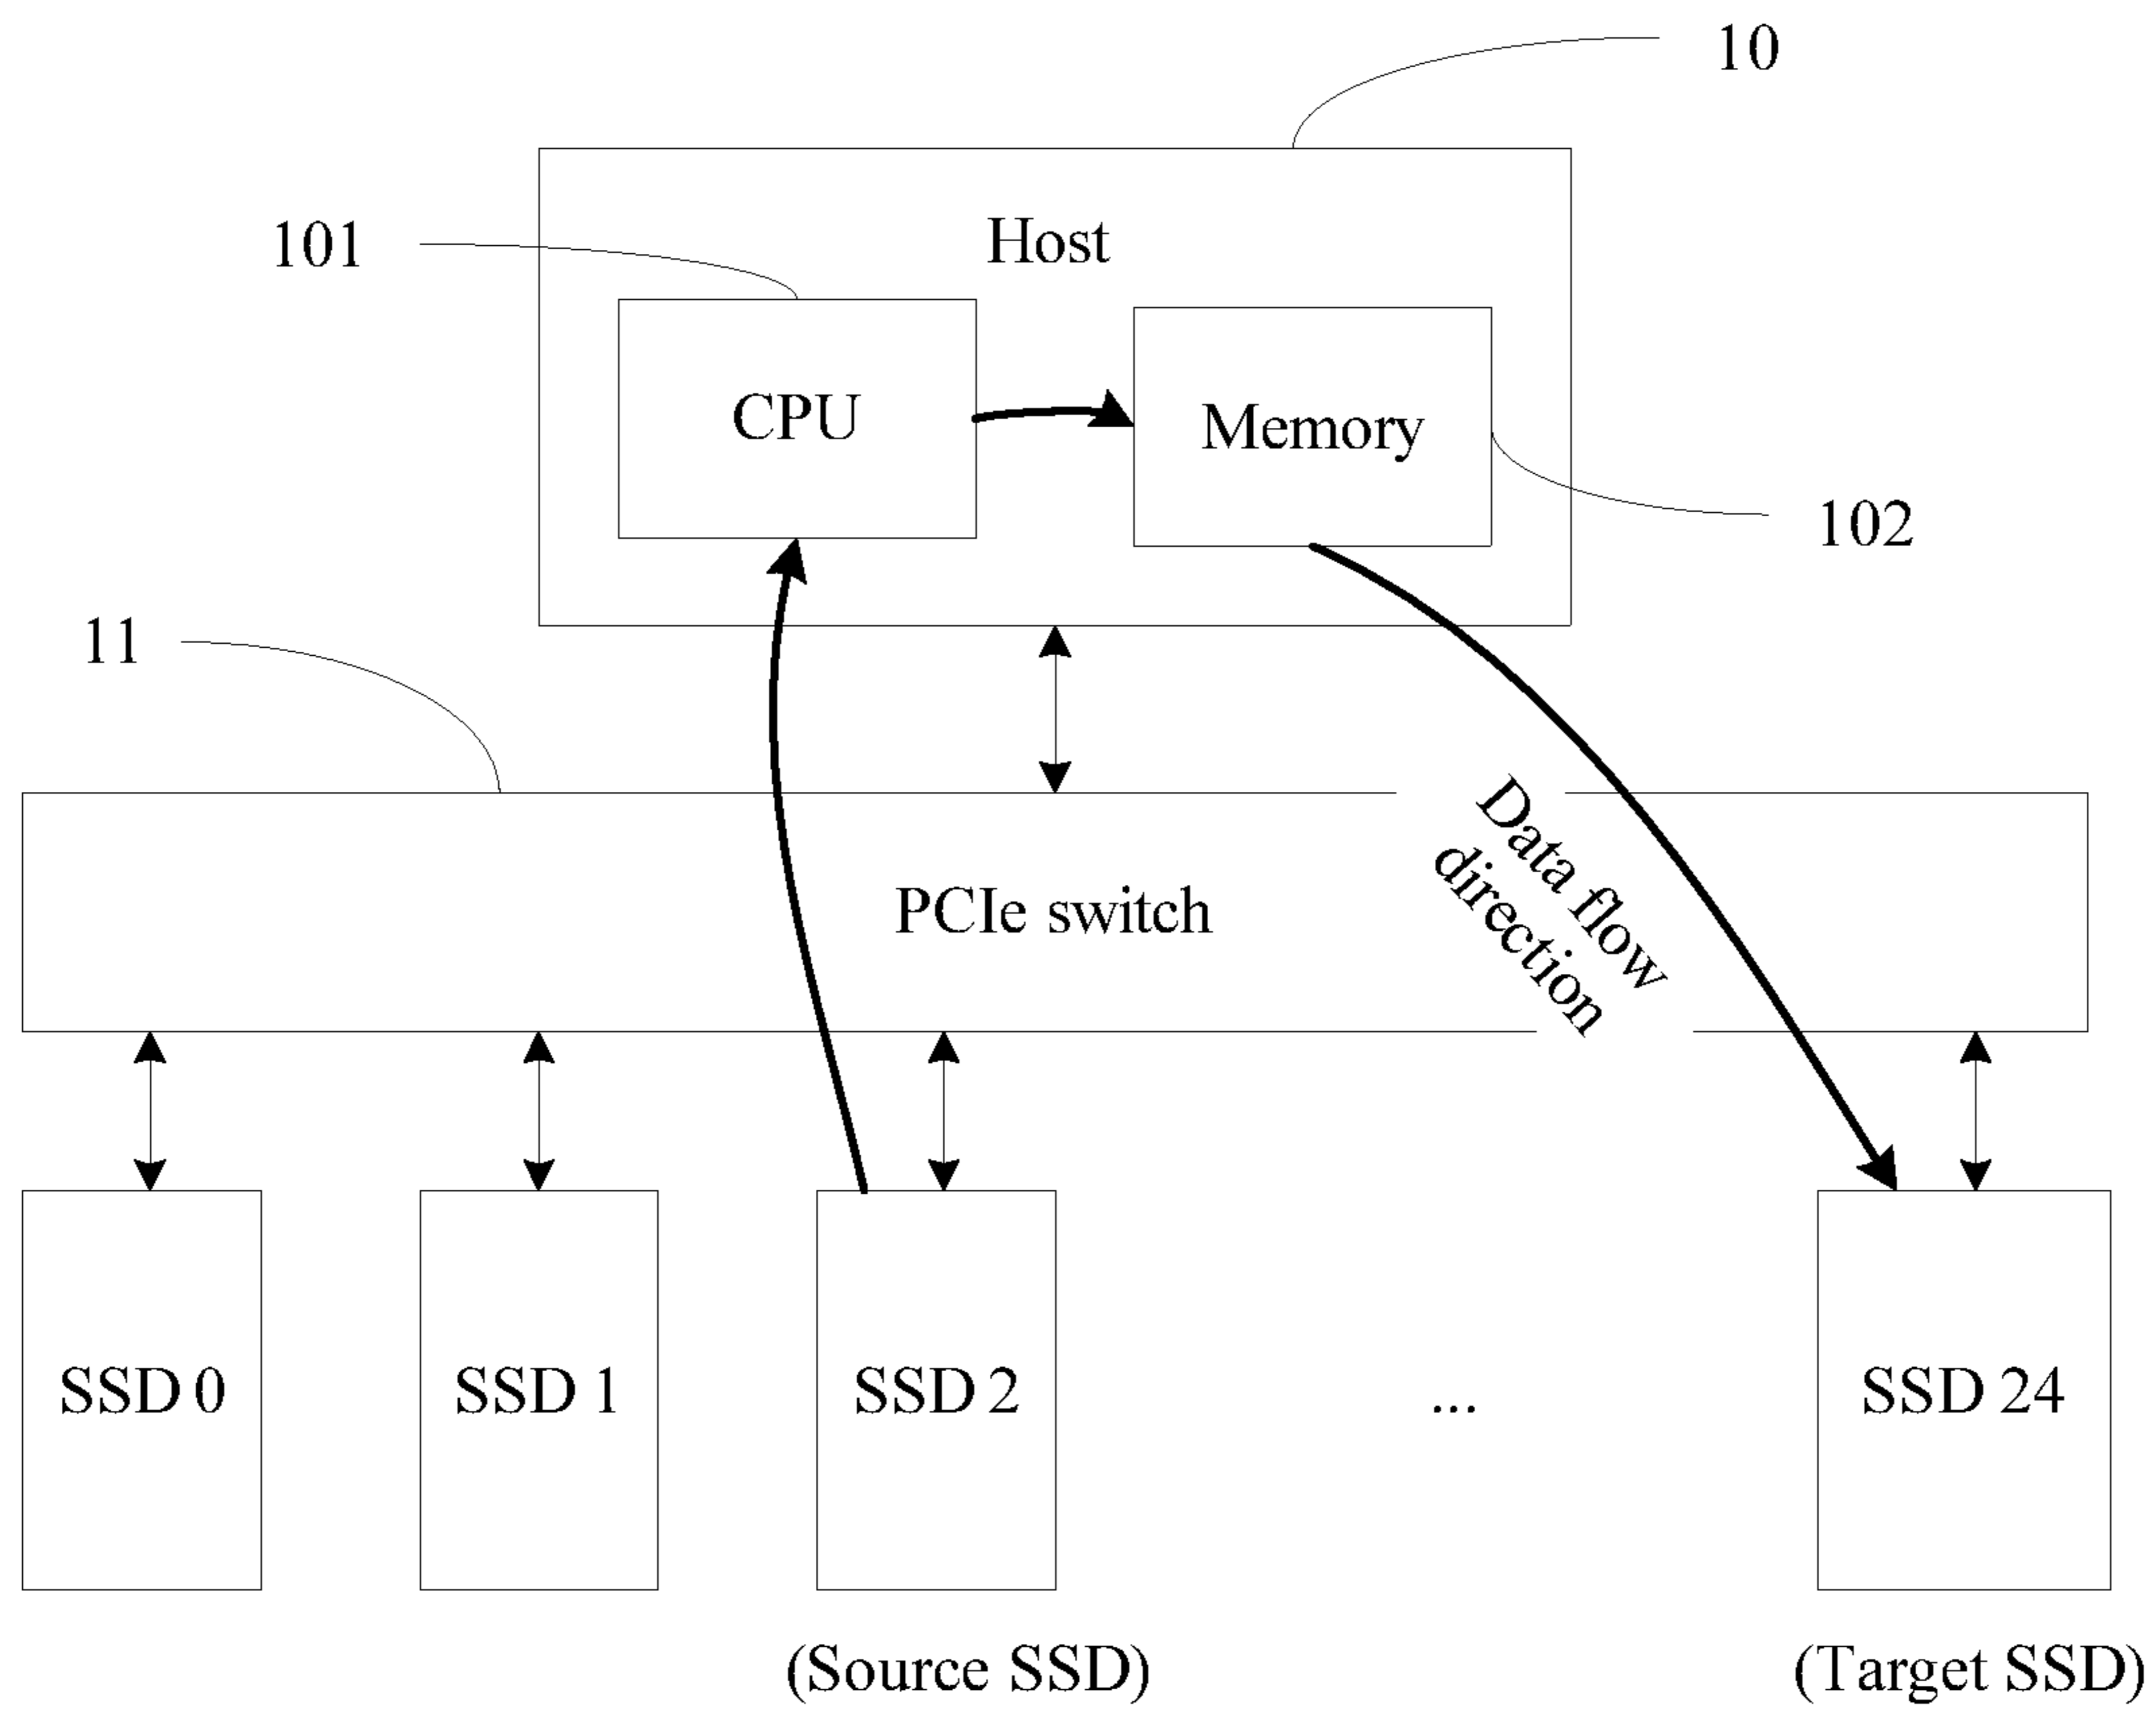 10
101
Host
CPU
Memory
102
11
Data flow
direction
PCIe switch
SSD 0
SSD 1
SSD 2
...
SSD 24
(Source SSD)
(Target SSD)